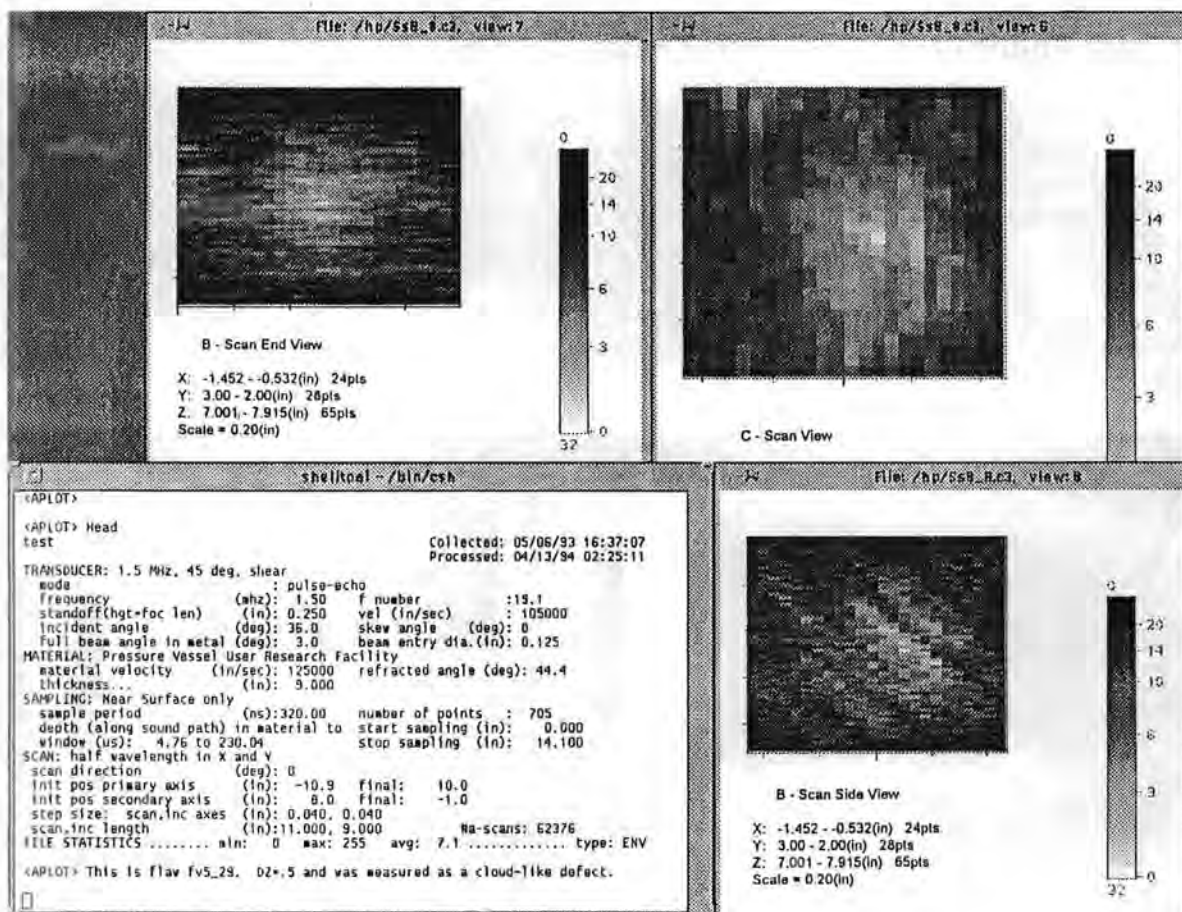 File: /hp/Ss8_8.c3, view:7
B - Scan End View
X: -1.452 - -0.532(in) 24pts
Y: 3.00 - 2.00(in) 28pts
Z: 7.001 - 7.915(in) 65pts
Scale = 0.20(in)
0
20
14
10
6
3
0
32
File: /hp/Ss8_8.c3, view:6
C - Scan View
0
20
14
10
6
3
shelltool - /bin/csh
<APLOT>
<APLOT> Head
test
Collected: 05/06/93 16:37:07
Processed: 04/13/94 02:25:11
TRANSDUCER: 1.5 MHz, 45 deg, shear
mode : pulse-echo
frequency (mhz): 1.50 f number :19.1
standoff(hgt+foc len) (in): 0.250 vel (in/sec) : 105000
incident angle (deg): 36.0 skew angle (deg): 0
full beam angle in metal (deg): 3.0 beam entry dia.(in): 0.125
MATERIAL: Pressure Vessel User Research Facility
material velocity (in/sec): 125000 refracted angle (deg): 44.4
thickness... (in): 9.000
SAMPLING: Near Surface only
sample period (ns):320.00 number of points : 705
depth (along sound path) in material to start sampling (in): 0.000
window (us): 4.76 to 230.04 stop sampling (in): 14.100
SCAN: half wavelength in X and Y
scan direction (deg): 0
init pos primary axis (in): -10.9 final: 10.0
init pos secondary axis (in): 8.0 final: -1.0
step size: scan,inc axes (in): 0.040, 0.040
scan,inc length (in):11.000, 9.000 #a-scans: 62376
FILE STATISTICS ........ min: 0 max: 255 avg: 7.1 ............. type: ENV
<APLOT> This is flaw fv5_29. DZ=.5 and was measured as a cloud-like defect.
File: /hp/Ss8_8.c3, view:8
B - Scan Side View
X: -1.452 - -0.532(in) 24pts
Y: 3.00 - 2.00(in) 28pts
Z: 7.001 - 7.915(in) 65pts
Scale = 0.20(in)
0
20
14
10
6
3
0
32